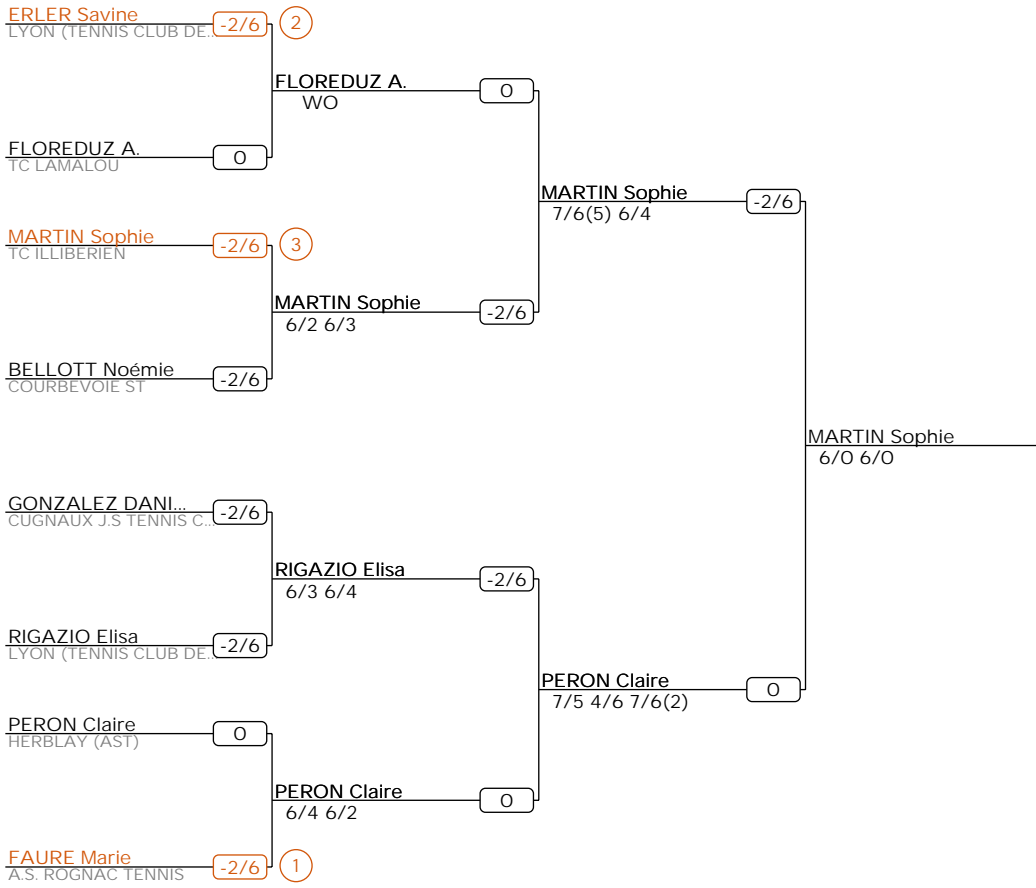 ERLER Savine -2/6 2
LYON (TENNIS CLUB DE...
FLOREDUZ A. 0
WO
FLOREDUZ A. 0
TC LAMALOU
MARTIN Sophie -2/6
7/6(5) 6/4
MARTIN Sophie -2/6 3
TC ILLIBERIEN
MARTIN Sophie -2/6
6/2 6/3
BELLOTT Noémie -2/6
COURBEVOIE ST
MARTIN Sophie
6/0 6/0
GONZALEZ DANI... -2/6
CUGNAUX J.S TENNIS C...
RIGAZIO Elisa -2/6
6/3 6/4
RIGAZIO Elisa -2/6
LYON (TENNIS CLUB DE...
PERON Claire 0
7/5 4/6 7/6(2)
PERON Claire 0
HERBLAY (AST)
PERON Claire 0
6/4 6/2
FAURE Marie -2/6 1
A.S. ROGNAC TENNIS